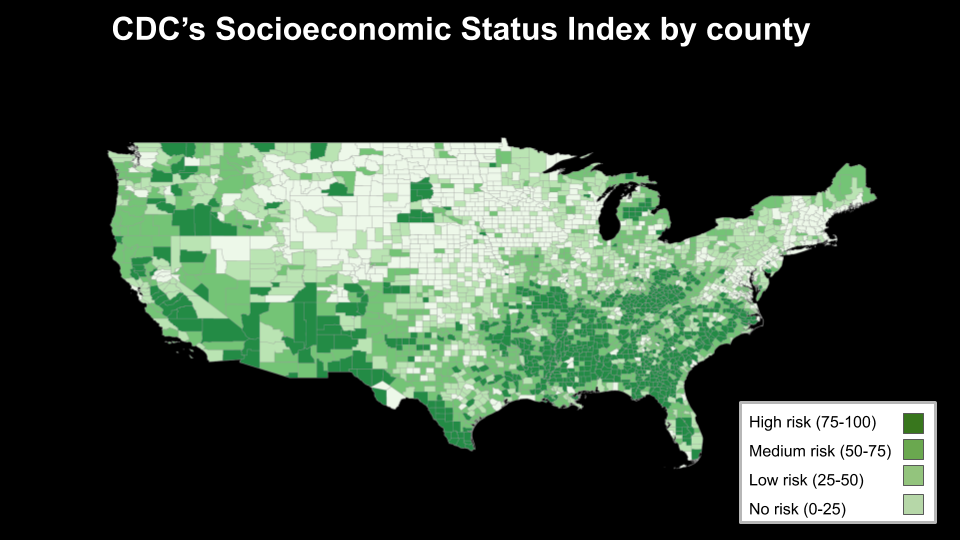 CDC’s Socioeconomic Status Index by county
High risk (75-100)
Medium risk (50-75)
Low risk (25-50)
No risk (0-25)